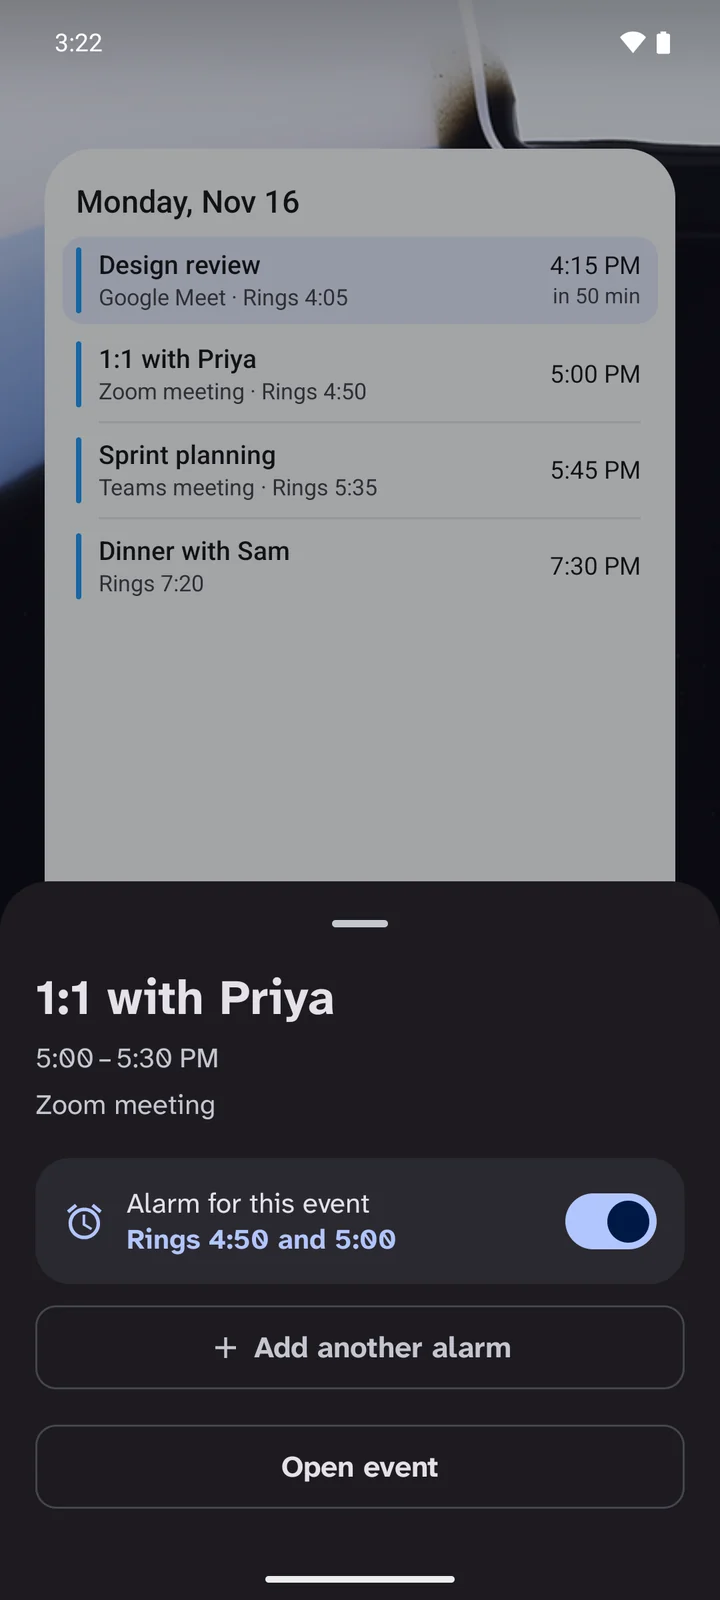 3:22
Monday, Nov 16
Design review
4:15 PM
Google Meet · Rings 4:05
in 50 min
1:1 with Priya
5:00 PM
Zoom meeting · Rings 4:50
Sprint planning
5:45 PM
Teams meeting · Rings 5:35
Dinner with Sam
7:30 PM
Rings 7:20
1:1 with Priya
5:00 – 5:30 PM
Zoom meeting
Alarm for this event
Rings 4:50 and 5:00
+ Add another alarm
Open event